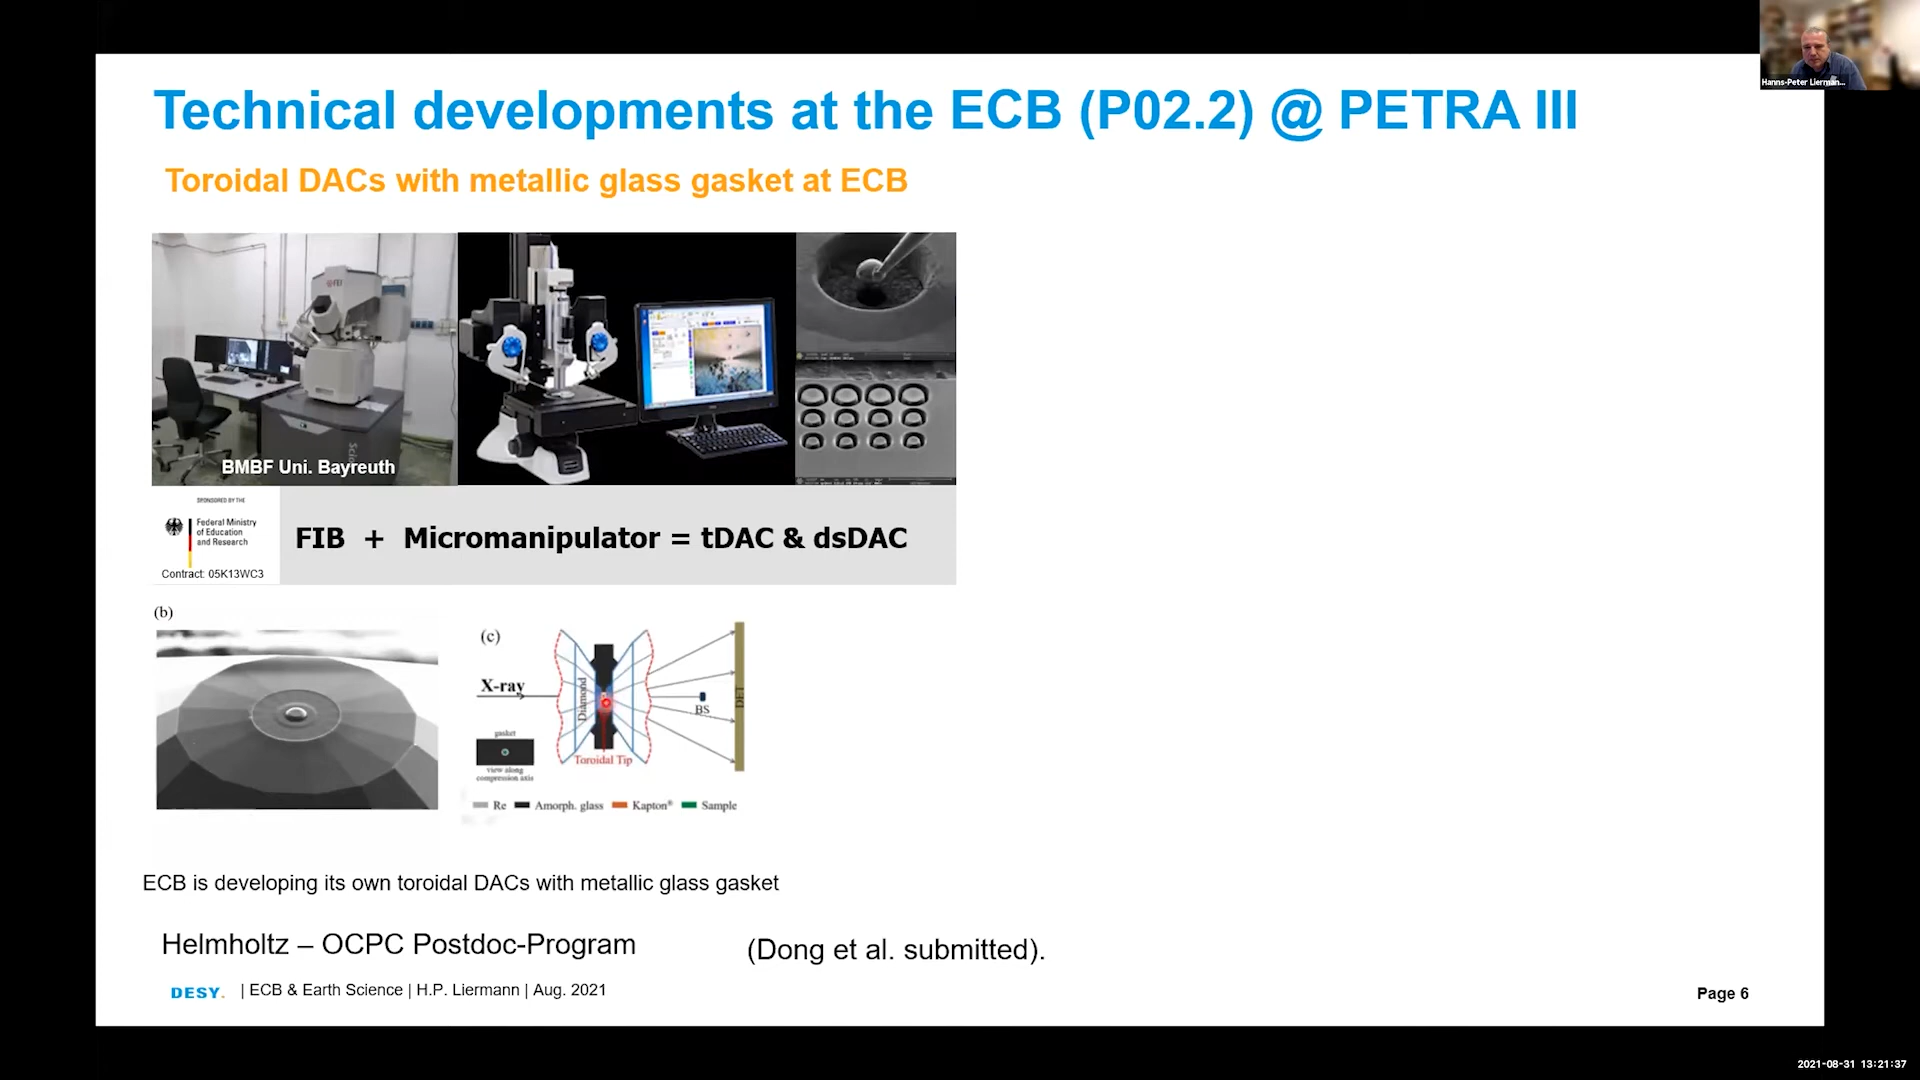 Hanns-Peter Lierman...
Technical developments at the ECB (P02.2) @ PETRA III
Toroidal DACs with metallic glass gasket at ECB
FEI
BMBF Uni. Bayreuth
SPONSORED BY THE
Federal Ministry
of Education
and Research
Contract: 05K13WC3
FIB + Micromanipulator = tDAC & dsDAC
(b)
(c)
X-ray
Diamond
BS
DET
gasket
view along
compression axis
Toroidal Tip
Re Amorph. glass Kapton® Sample
ECB is developing its own toroidal DACs with metallic glass gasket
Helmholtz – OCPC Postdoc-Program
(Dong et al. submitted).
DESY. | ECB & Earth Science | H.P. Liermann | Aug. 2021
Page 6
2021-08-31 13:21:37